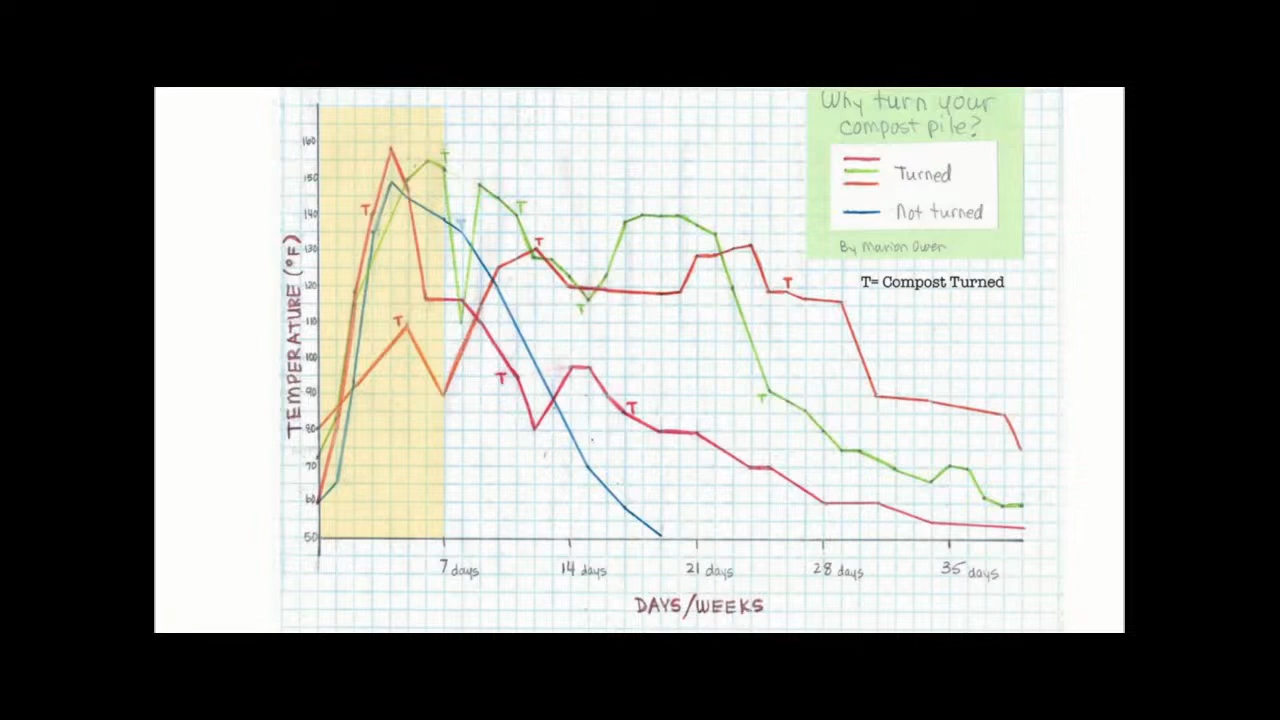 Why turn your
compost pile?
Turned
Not turned
By Marion Owen
T= Compost Turned
TEMPERATURE (°F)
160
150
140
130
120
110
100
90
80
70
60
50
T
T
T
T
T
T
T
T
T
T
T
7 days
14 days
21 days
28 days
35 days
DAYS/WEEKS